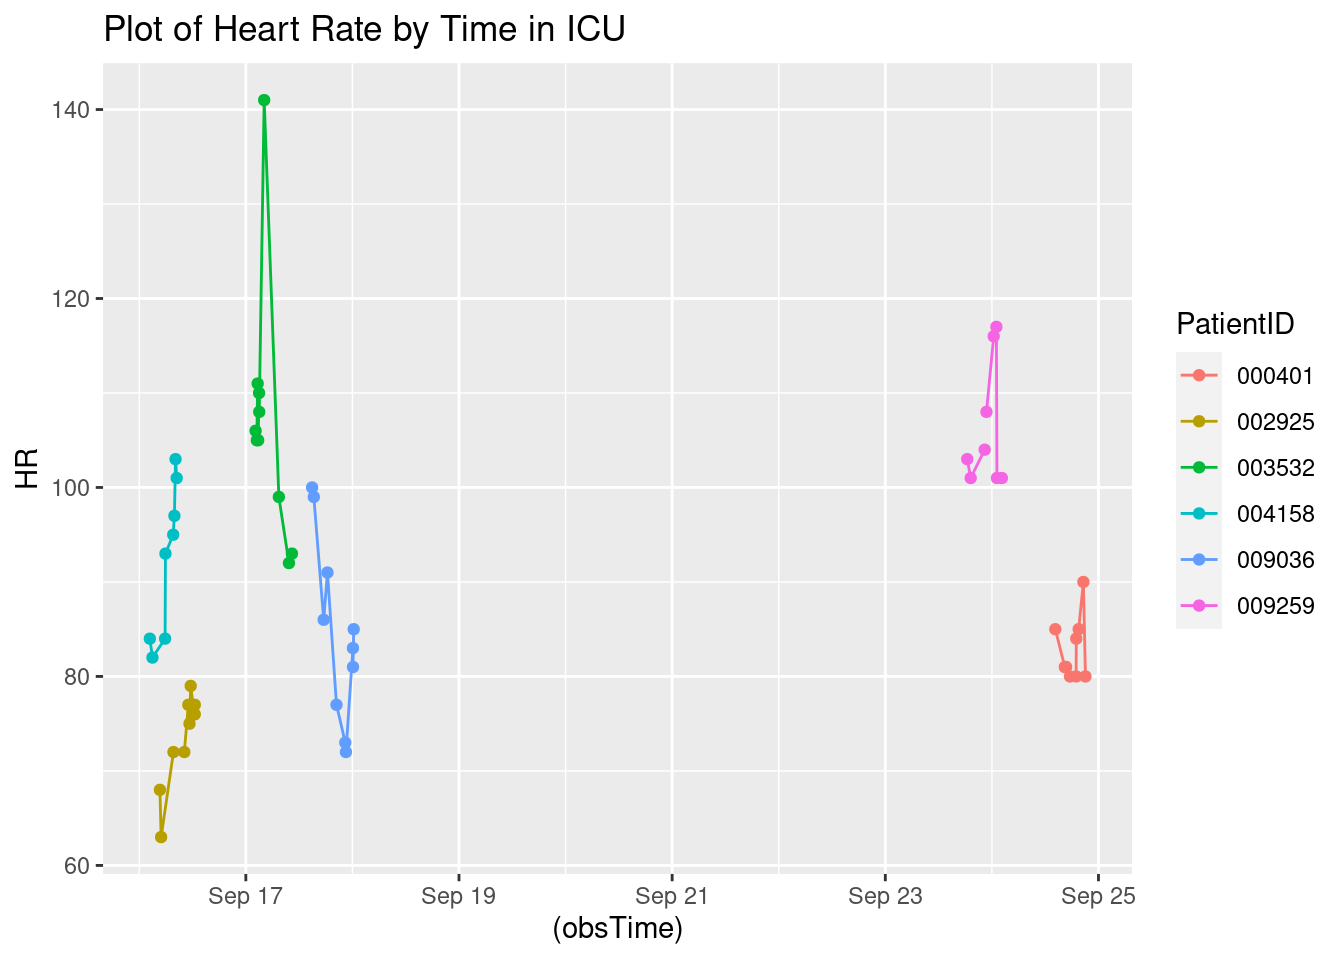 Plot of Heart Rate by Time in ICU
HR
140
120
100
80
60
Sep 17 Sep 19 Sep 21 Sep 23 Sep 25
(obsTime)
PatientID
000401
002925
003532
004158
009036
009259